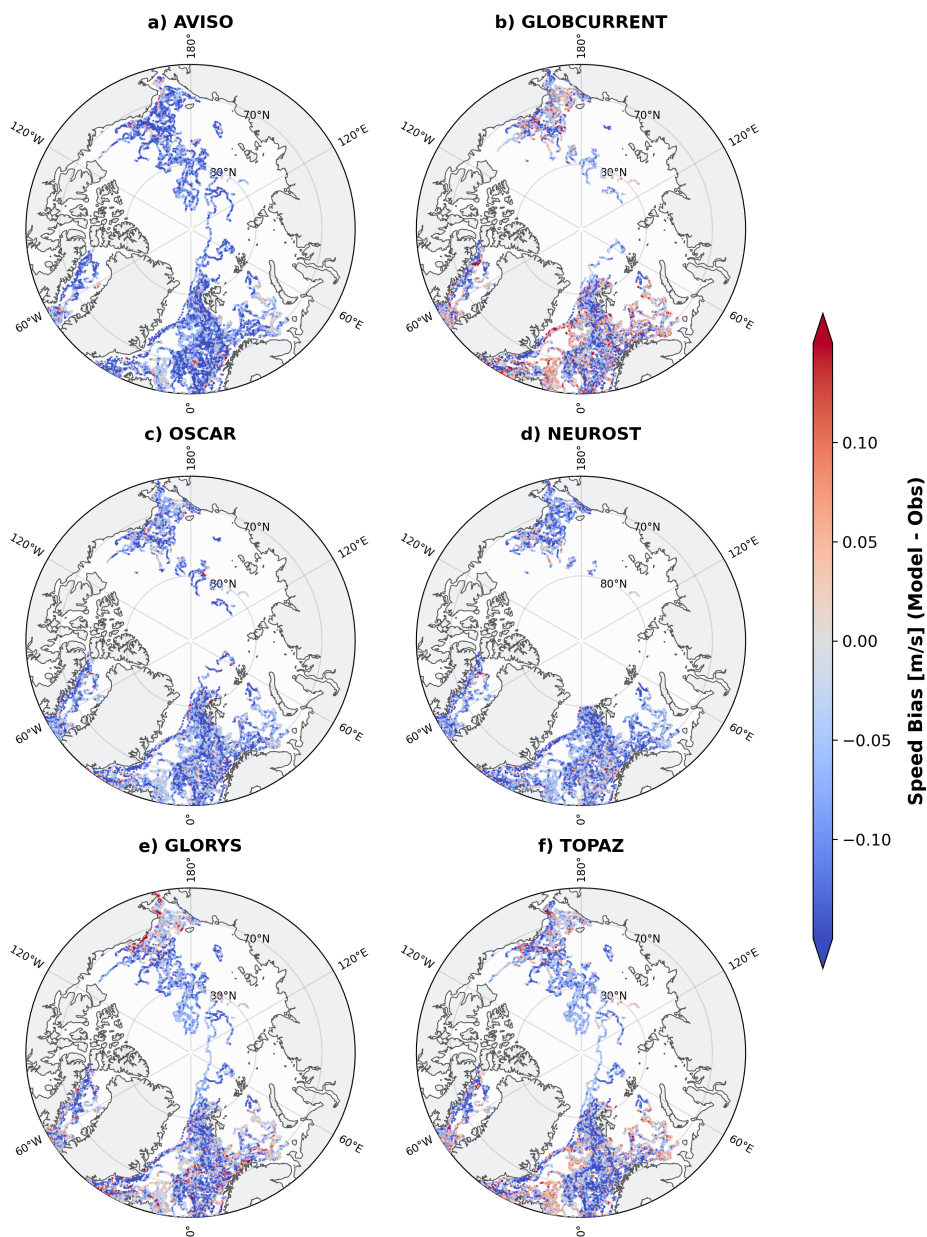 a) AVISO
b) GLOBCURRENT
180°
180°
120°W
70°N
120°E
120°W
70°N
120°E
80°N
80°N
60°W
60°E
60°W
60°E
0°
0°
c) OSCAR
d) NEUROST
180°
180°
120°W
70°N
120°E
120°W
70°N
120°E
80°N
80°N
60°W
60°E
60°W
60°E
0°
0°
e) GLORYS
f) TOPAZ
180°
180°
120°W
70°N
120°E
120°W
70°N
120°E
80°N
80°N
60°W
60°E
60°W
60°E
0°
0°
0.10
0.05
0.00
−0.05
−0.10
Speed Bias [m/s] (Model - Obs)